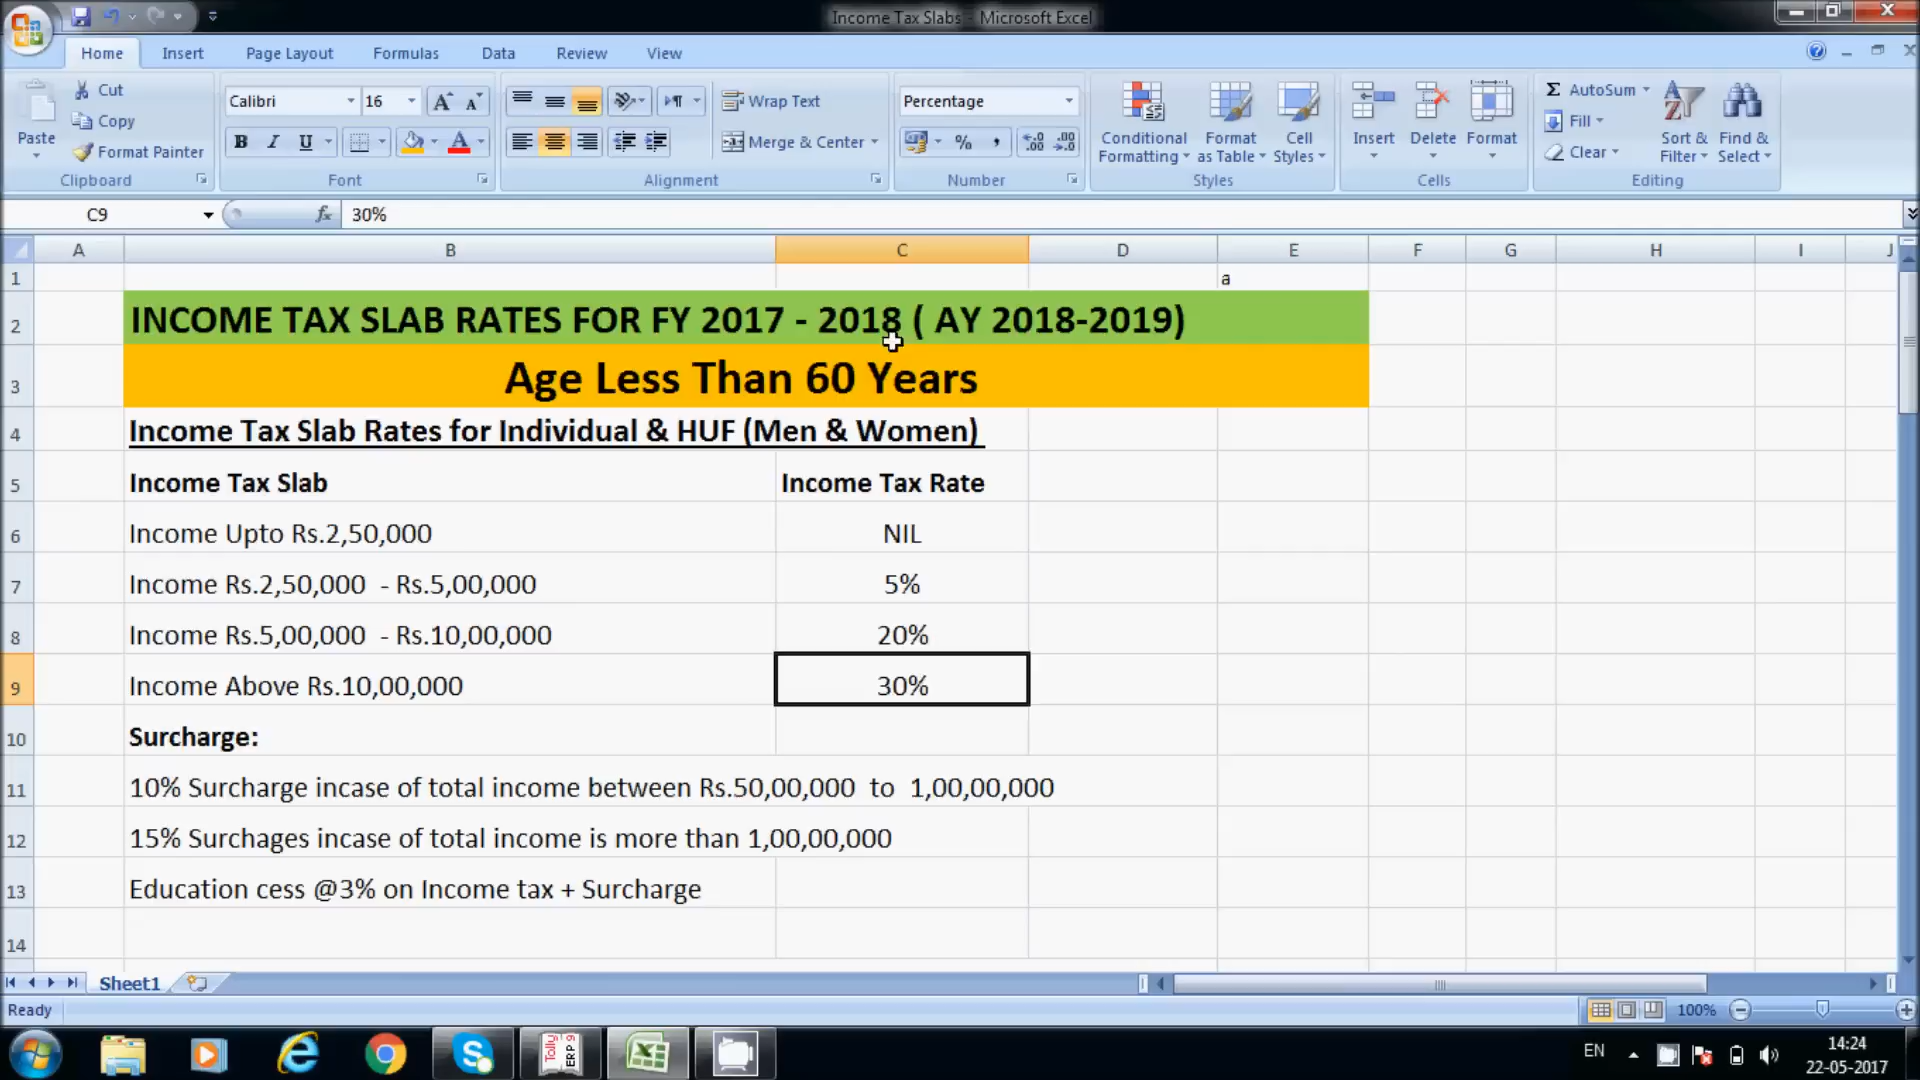 Income Tax Slabs - Microsoft Excel
Home Insert Page Layout Formulas Data Review View
Paste
Cut
Copy
Format Painter
Clipboard
Calibri 16
B I U
Font
Wrap Text
Merge & Center
Alignment
Percentage
% ,
Number
Conditional Formatting
Format as Table
Cell Styles
Styles
Insert Delete Format
Cells
Σ AutoSum
Fill
Clear
Sort & Filter
Find & Select
Editing
C9 fx 30%
A B C D E F G H I J
1 a
2 INCOME TAX SLAB RATES FOR FY 2017 - 2018 ( AY 2018-2019)
3 Age Less Than 60 Years
4 Income Tax Slab Rates for Individual & HUF (Men & Women)
5 Income Tax Slab Income Tax Rate
6 Income Upto Rs.2,50,000 NIL
7 Income Rs.2,50,000 - Rs.5,00,000 5%
8 Income Rs.5,00,000 - Rs.10,00,000 20%
9 Income Above Rs.10,00,000 30%
10 Surcharge:
11 10% Surcharge incase of total income between Rs.50,00,000 to 1,00,00,000
12 15% Surchages incase of total income is more than 1,00,00,000
13 Education cess @3% on Income tax + Surcharge
14
Sheet1
Ready 100%
Tally ERP 9
EN 14:24
22-05-2017